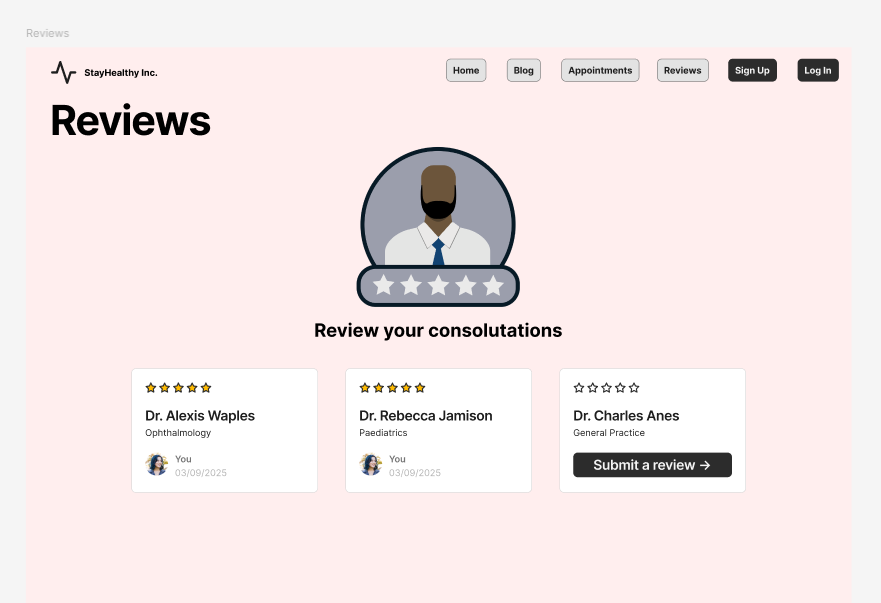 Reviews
StayHealthy Inc.
Home
Blog
Appointments
Reviews
Sign Up
Log In
Reviews
Review your consolutations
Dr. Alexis Waples
Ophthalmology
You
03/09/2025
Dr. Rebecca Jamison
Paediatrics
You
03/09/2025
Dr. Charles Anes
General Practice
Submit a review →